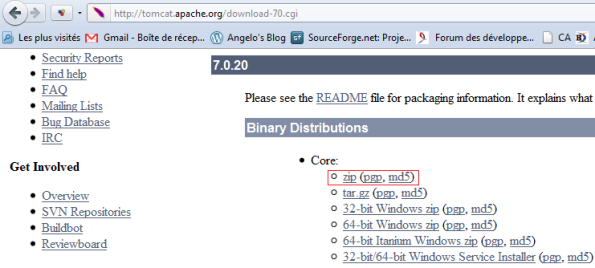 http://tomcat.apache.org/download-70.cgi
Les plus visités Gmail - Boîte de récep... Angelo's Blog SourceForge.net: Proje... Forum des développe... CA
Security Reports
Find help
FAQ
Mailing Lists
Bug Database
IRC
Get Involved
Overview
SVN Repositories
Buildbot
Reviewboard
7.0.20
Please see the README file for packaging information. It explains what
Binary Distributions
Core:
zip (pgp, md5)
tar.gz (pgp, md5)
32-bit Windows zip (pgp, md5)
64-bit Windows zip (pgp, md5)
64-bit Itanium Windows zip (pgp, md5)
32-bit/64-bit Windows Service Installer (pgp, md5)